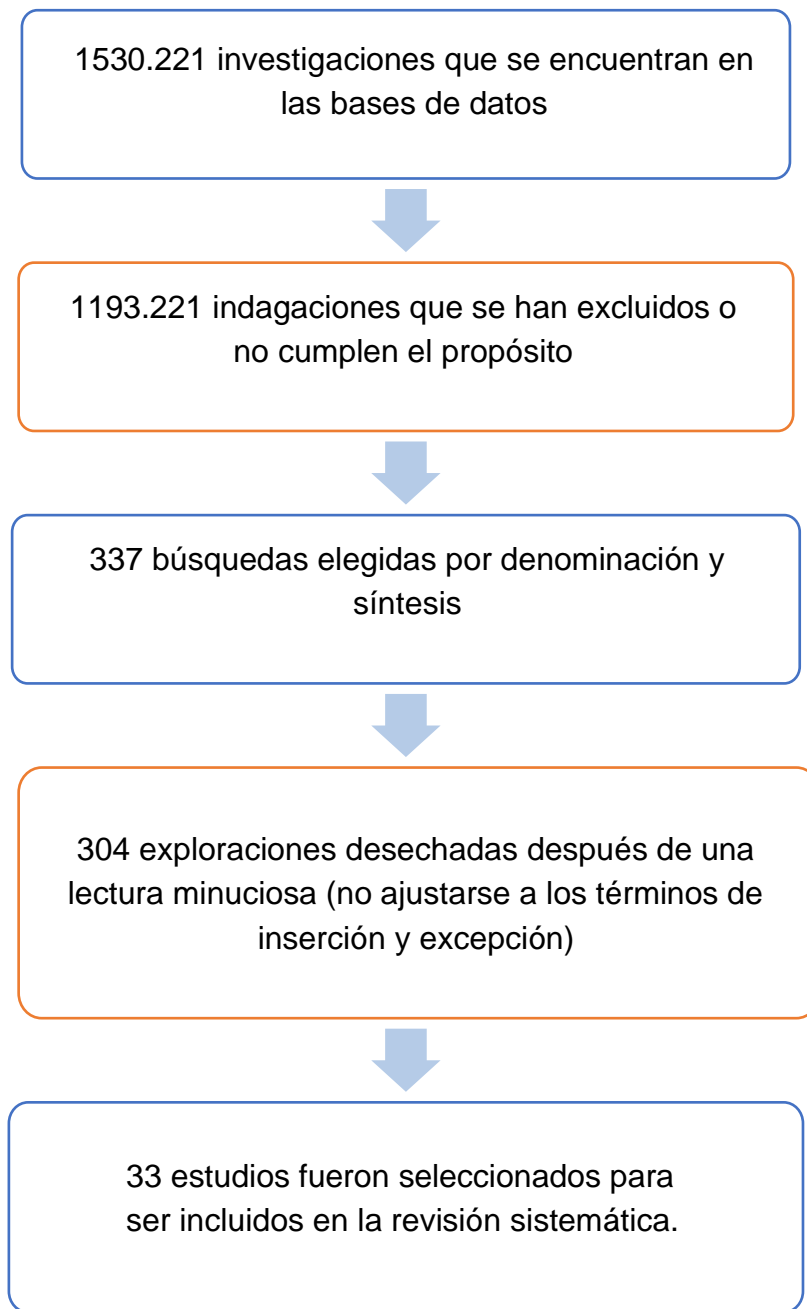 1530.221 investigaciones que se encuentran en
las bases de datos
1193.221 indagaciones que se han excluidos o
no cumplen el propósito
337 búsquedas elegidas por denominación y
síntesis
304 exploraciones desechadas después de una
lectura minuciosa (no ajustarse a los términos de
inserción y excepción)
33 estudios fueron seleccionados para
ser incluidos en la revisión sistemática.